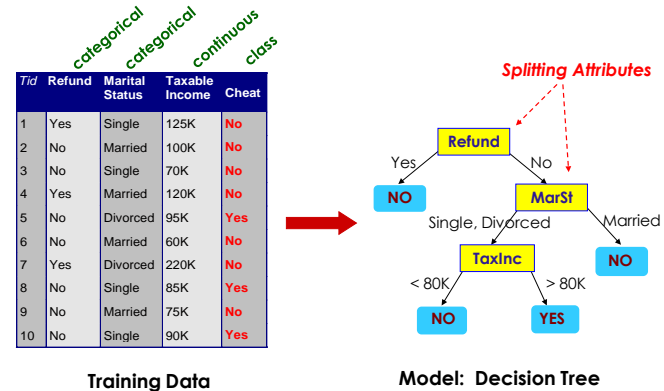 categorical
categorical
continuous
class
Tid Refund Marital Status Taxable Income Cheat
1 Yes Single 125K No
2 No Married 100K No
3 No Single 70K No
4 Yes Married 120K No
5 No Divorced 95K Yes
6 No Married 60K No
7 Yes Divorced 220K No
8 No Single 85K Yes
9 No Married 75K No
10 No Single 90K Yes
Training Data
Splitting Attributes
Refund
Yes No
NO MarSt
Single, Divorced Married
TaxInc NO
< 80K > 80K
NO YES
Model: Decision Tree